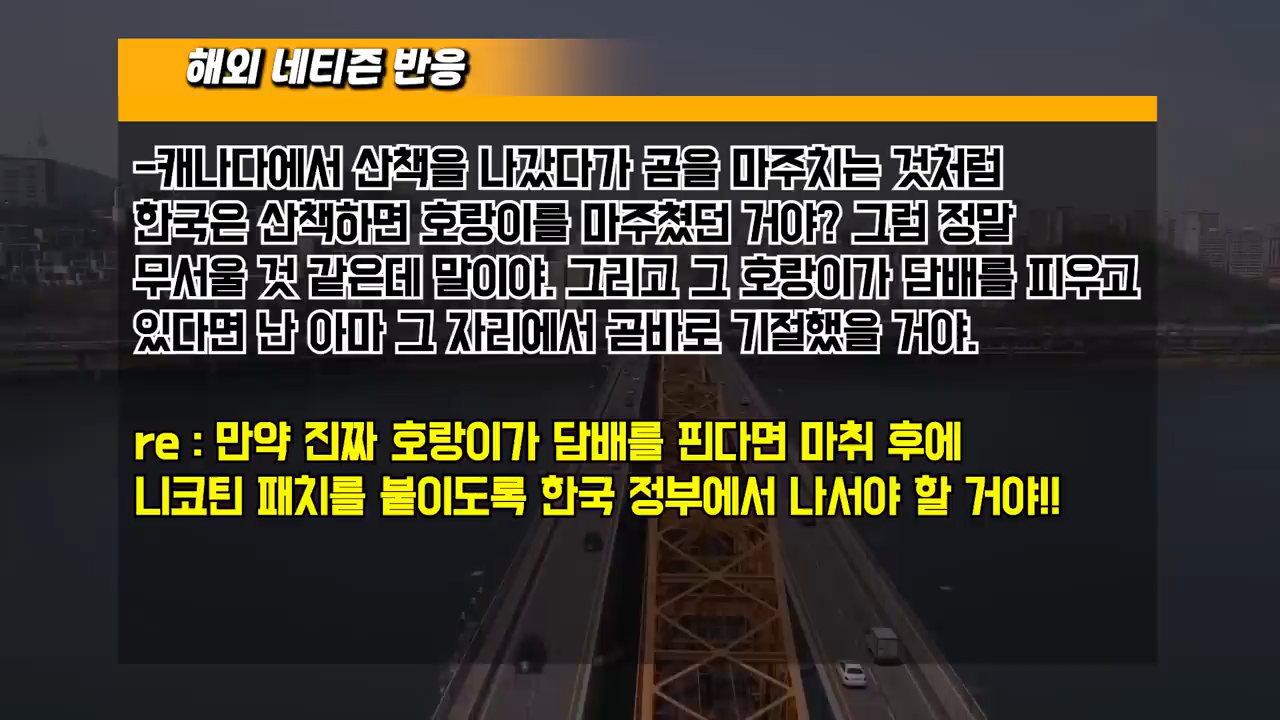 해외 네티즌 반응
-캐나다에서 산책을 나갔다가 곰을 마주치는 것처럼
한국은 산책하면 호랑이를 마주쳤던 거야? 그럼 정말
무서울 것 같은데 말이야. 그리고 그 호랑이가 담배를 피우고
있다면 난 아마 그 자리에서 곧바로 기절했을 거야.
re : 만약 진짜 호랑이가 담배를 핀다면 마취 후에
니코틴 패치를 붙이도록 한국 정부에서 나서야 할 거야!!